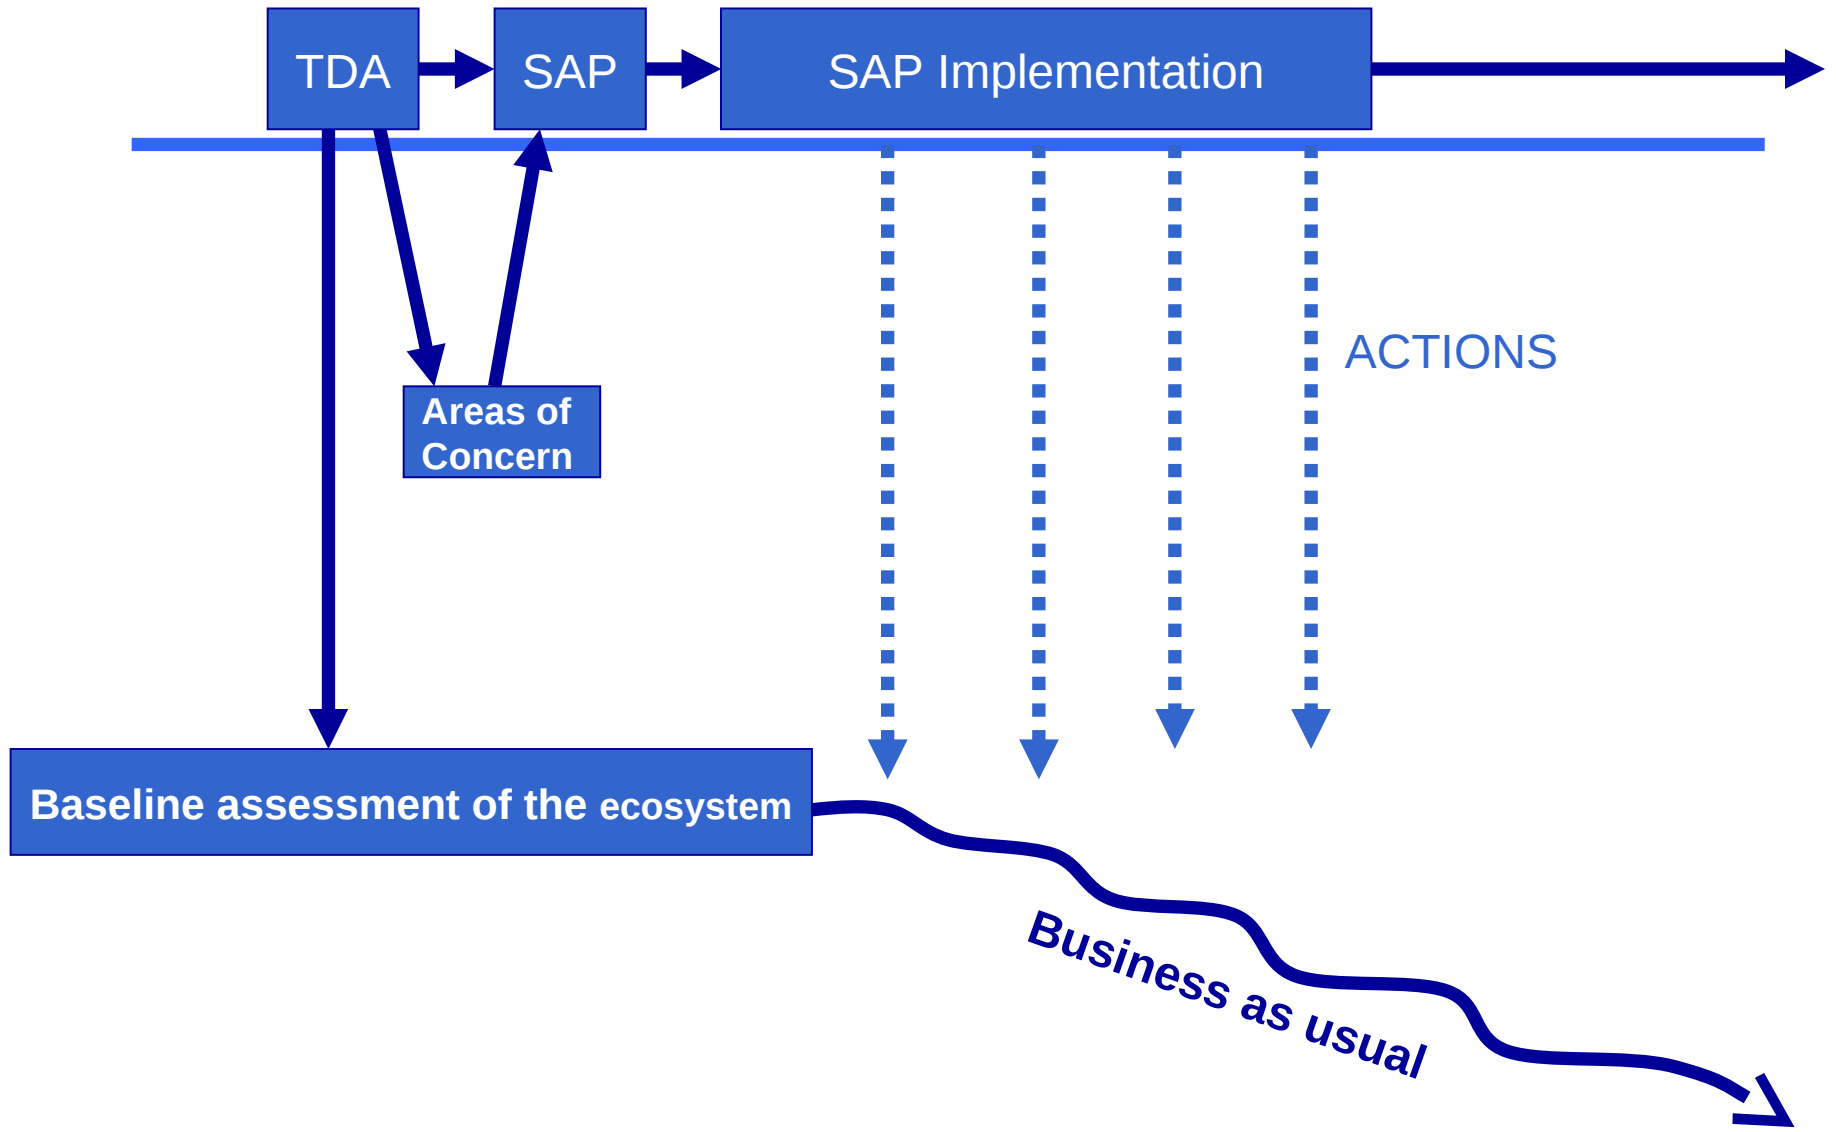 TDA
SAP
SAP Implementation
ACTIONS
Areas of
Concern
Baseline assessment of the ecosystem
Business as usual